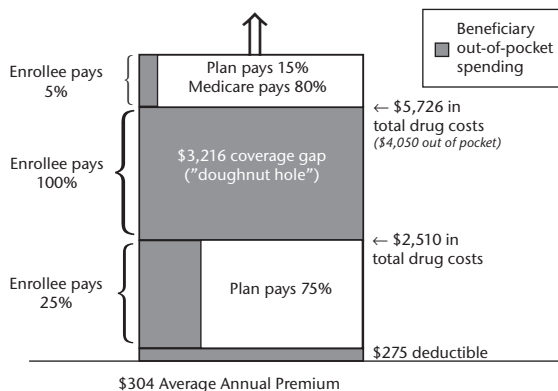 Beneficiary
out-of-pocket
spending
Enrollee pays
5%
Plan pays 15%
Medicare pays 80%
← $5,726 in
total drug costs
($4,050 out of pocket)
Enrollee pays
100%
$3,216 coverage gap
("doughnut hole")
← $2,510 in
total drug costs
Enrollee pays
25%
Plan pays 75%
$275 deductible
$304 Average Annual Premium